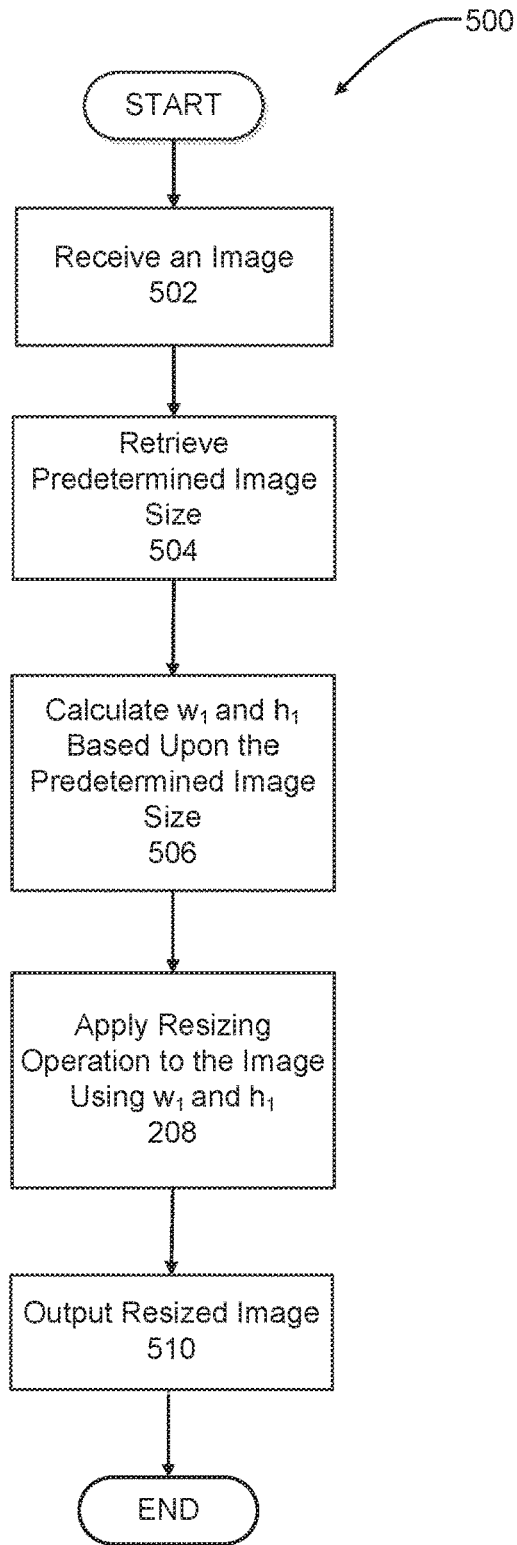 500
START
Receive an Image
502
Retrieve
Predetermined Image
Size
504
Calculate w₁ and h₁
Based Upon the
Predetermined Image
Size
506
Apply Resizing
Operation to the Image
Using w₁ and h₁
208
Output Resized Image
510
END